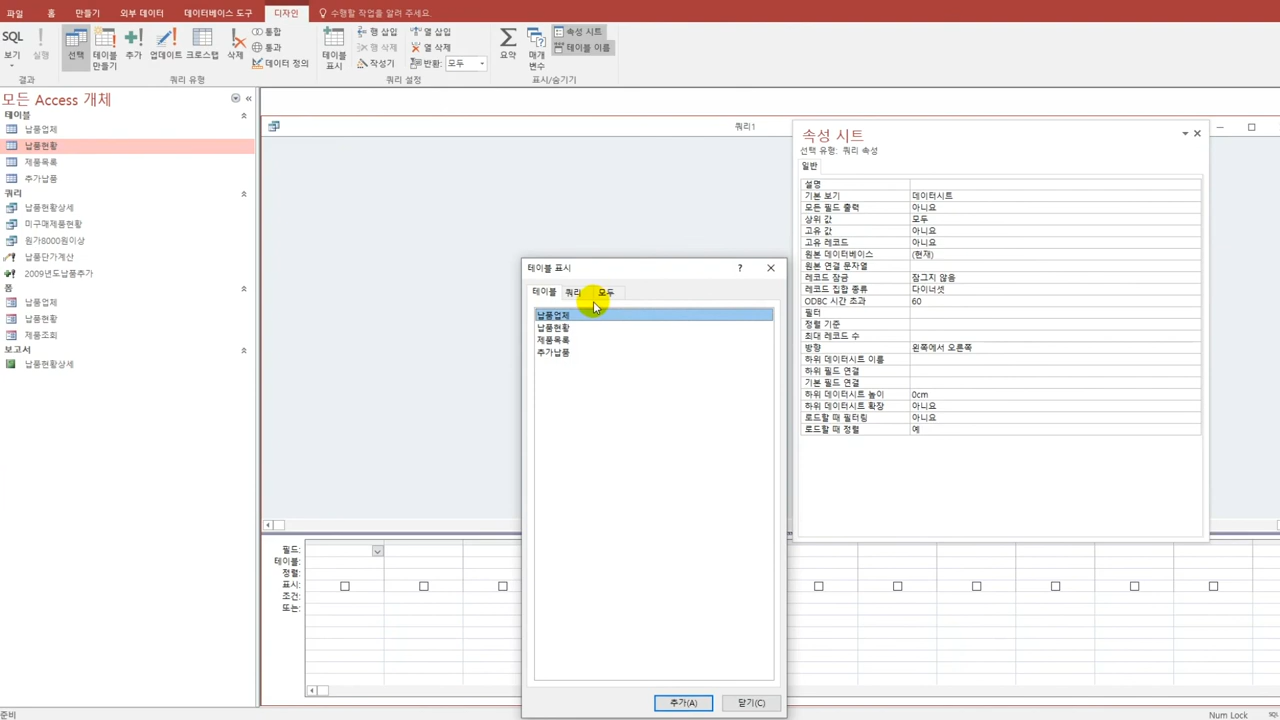 파일 홈 만들기 외부 데이터 데이터베이스 도구 디자인 수행할 작업을 알려 주세요.
SQL
보기
실행
결과
선택
테이블
만들기
추가
업데이트
크로스탭
삭제
통합
통과
데이터 정의
쿼리 유형
테이블
표시
행 삽입
행 삭제
작성기
열 삽입
열 삭제
반환: 모두
쿼리 설정
요약
매개
변수
속성 시트
테이블 이름
표시/숨기기
모든 Access 개체
테이블
납품업체
납품현황
제품목록
추가납품
쿼리
납품현황상세
미구매제품현황
원가8000원이상
납품단가계산
2009년도납품추가
폼
납품업체
납품현황
제품조회
보고서
납품현황상세
쿼리1
테이블 표시
테이블 쿼리 모두
납품업체
납품현황
제품목록
추가납품
추가(A) 닫기(C)
속성 시트
선택 유형: 쿼리 속성
일반
설명
기본 보기 데이터시트
모든 필드 출력 아니요
상위 값 모두
고유 값 아니요
고유 레코드 아니요
원본 데이터베이스 (현재)
원본 연결 문자열
레코드 잠금 잠그지 않음
레코드 집합 종류 다이너셋
ODBC 시간 초과 60
필터
정렬 기준
최대 레코드 수
방향 왼쪽에서 오른쪽
하위 데이터시트 이름
하위 필드 연결
기본 필드 연결
하위 데이터시트 높이 0cm
하위 데이터시트 확장 아니요
로드할 때 필터링 아니요
로드할 때 정렬 예
필드:
테이블:
정렬:
표시:
조건:
또는:
준비
Num Lock
SQL